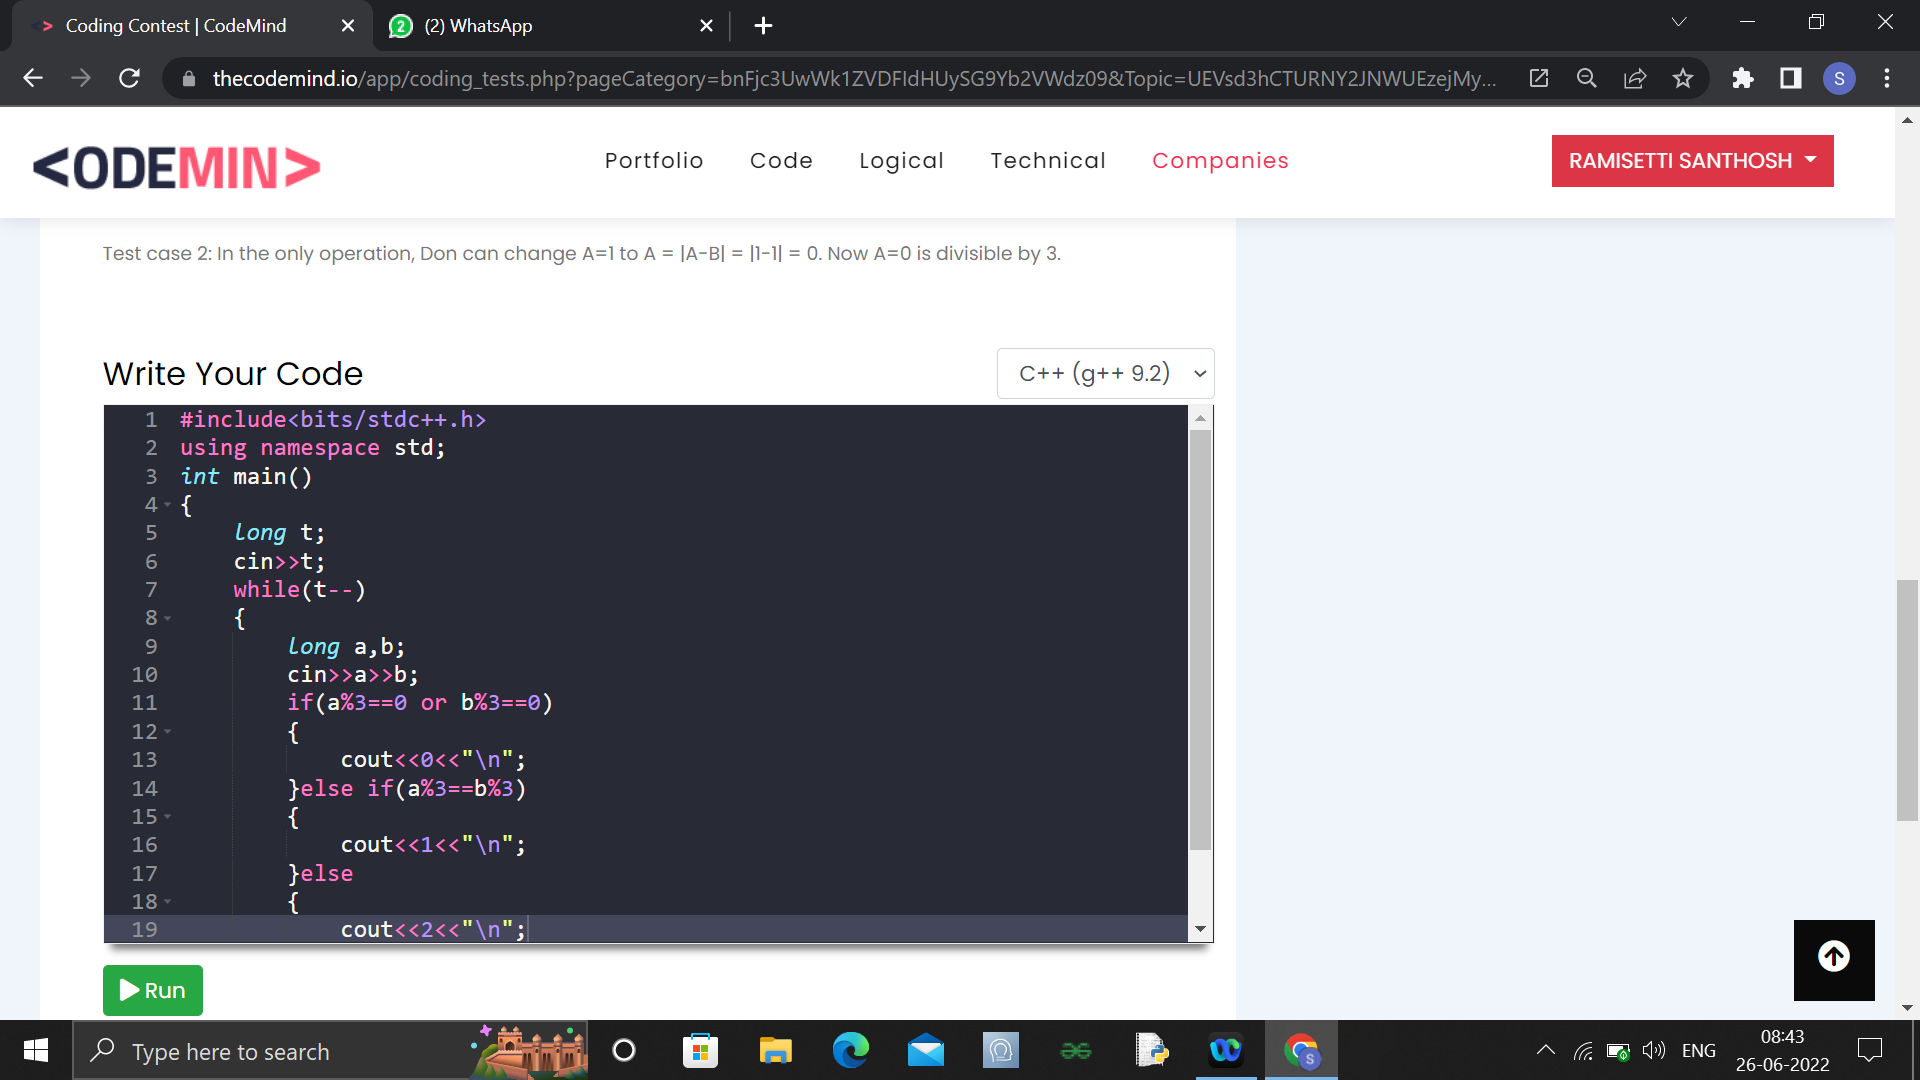 Coding Contest | CodeMind
(2) WhatsApp
thecodemind.io/app/coding_tests.php?pageCategory=bnFjc3UwWk1ZVDFIdHUySG9Yb2VWdz09&Topic=UEVsd3hCTURNY2JNWUEzejMy...
S
<ODEMIN>
Portfolio
Code
Logical
Technical
Companies
RAMISETTI SANTHOSH
Test case 2: In the only operation, Don can change A=1 to A = |A-B| = |1-1| = 0. Now A=0 is divisible by 3.
Write Your Code
C++ (g++ 9.2)
1 #include<bits/stdc++.h>
2 using namespace std;
3 int main()
4 {
5 long t;
6 cin>>t;
7 while(t--)
8 {
9 long a,b;
10 cin>>a>>b;
11 if(a%3==0 or b%3==0)
12 {
13 cout<<0<<"\n";
14 }else if(a%3==b%3)
15 {
16 cout<<1<<"\n";
17 }else
18 {
19 cout<<2<<"\n";
Run
Type here to search
ENG
08:43
26-06-2022